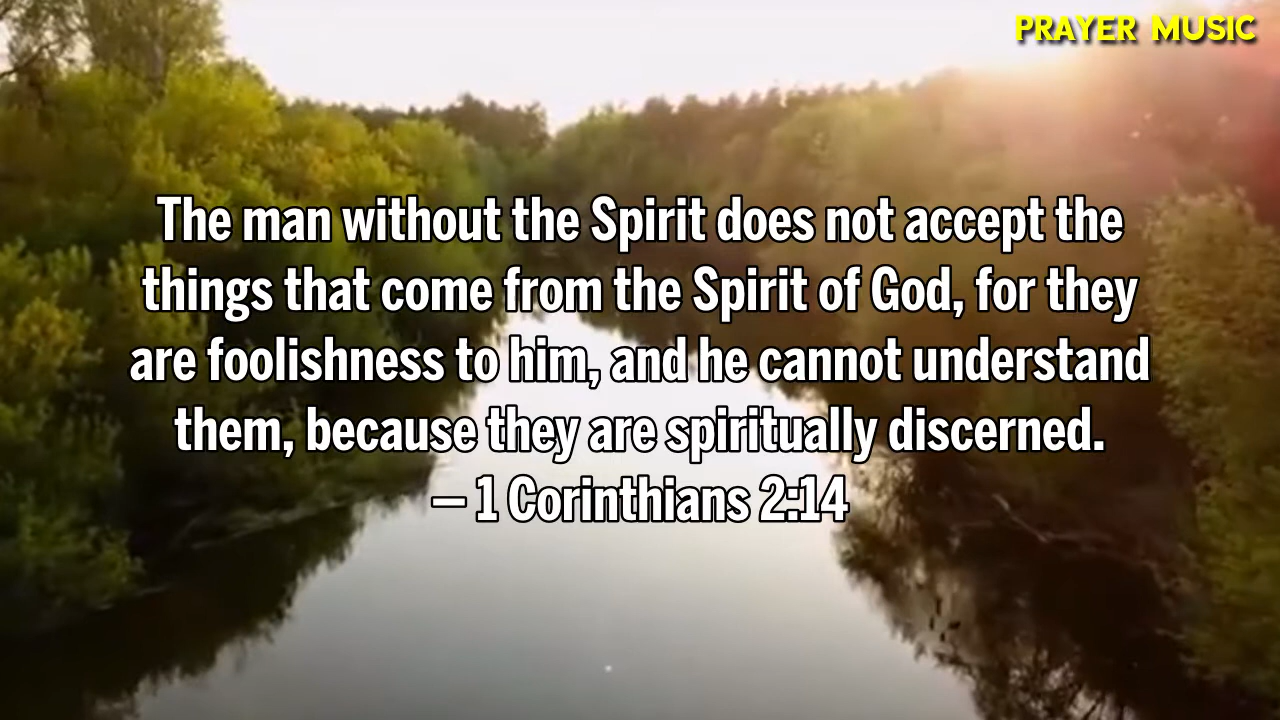 PRAYER MUSIC
The man without the Spirit does not accept the
things that come from the Spirit of God, for they
are foolishness to him, and he cannot understand
them, because they are spiritually discerned.
– 1 Corinthians 2:14